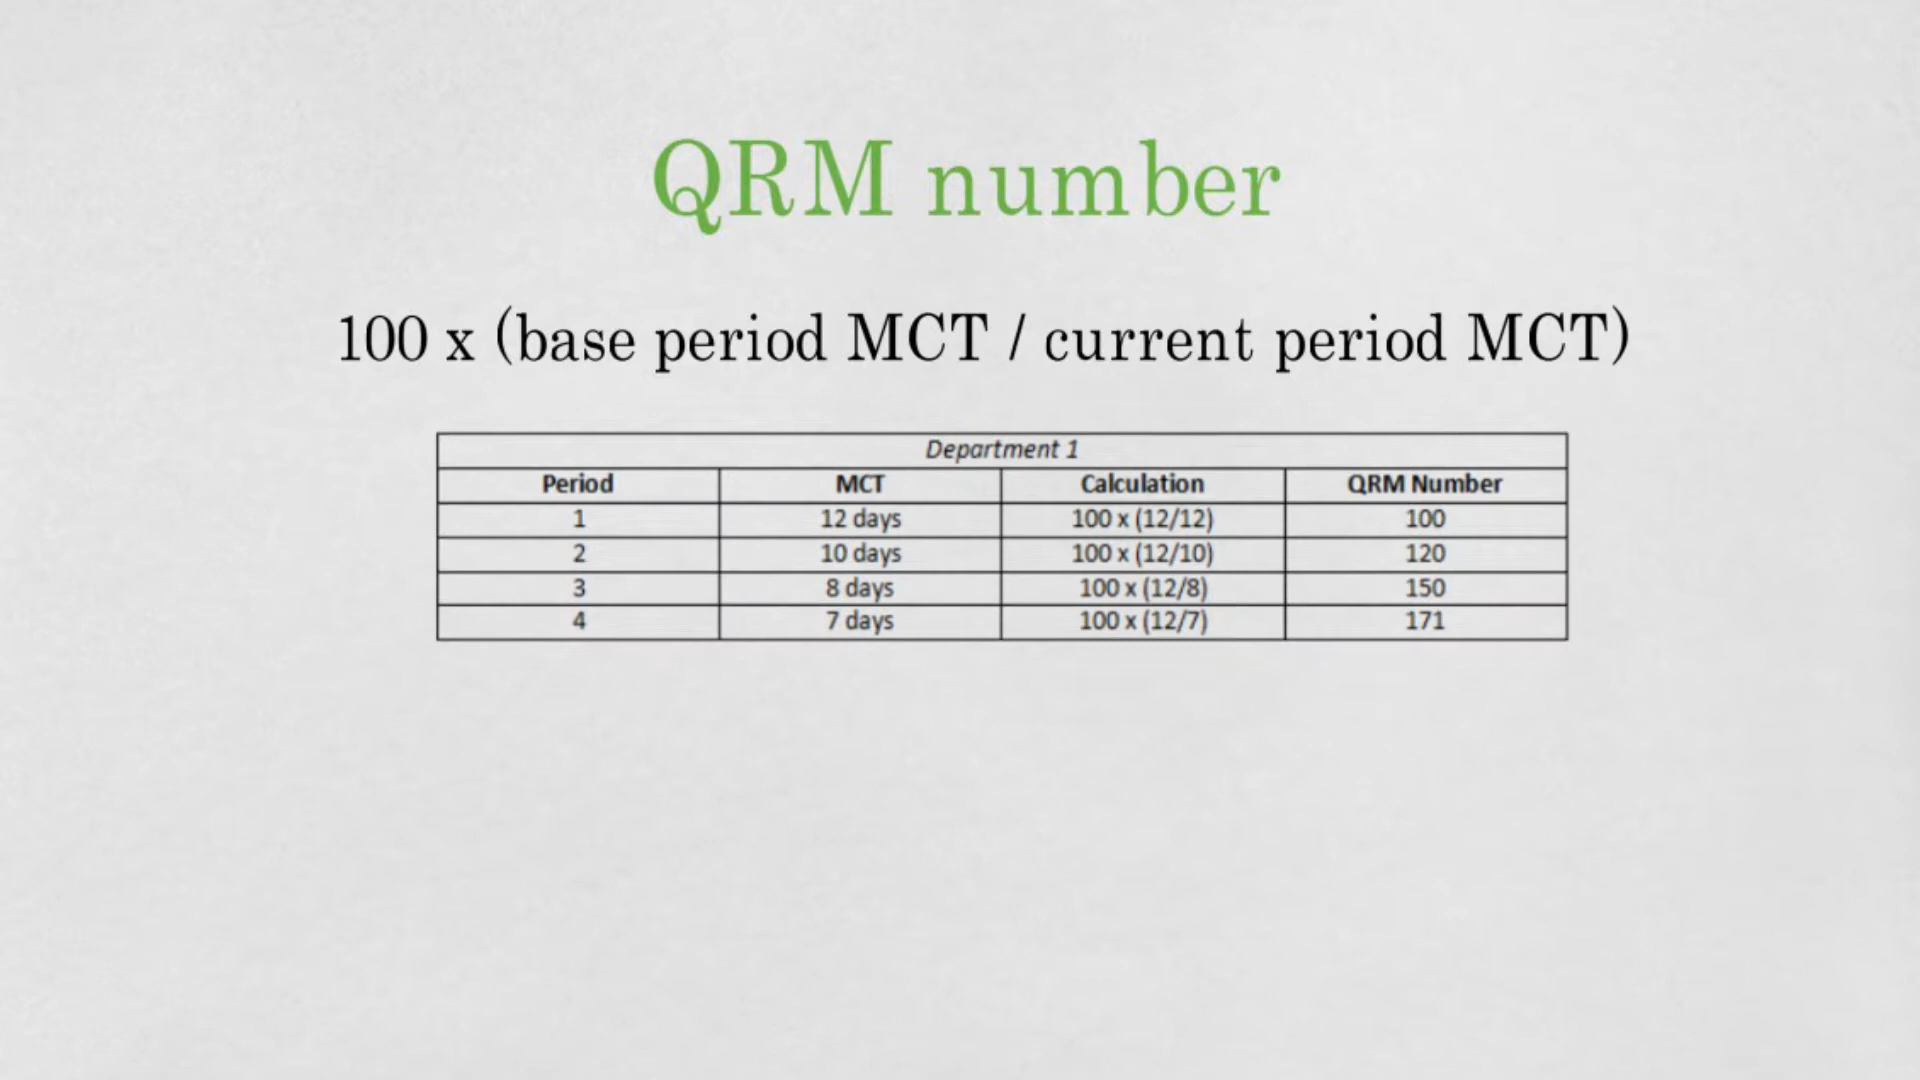 QRM number
100 x (base period MCT / current period MCT)
Department 1
Period MCT Calculation QRM Number
1 12 days 100 x (12/12) 100
2 10 days 100 x (12/10) 120
3 8 days 100 x (12/8) 150
4 7 days 100 x (12/7) 171